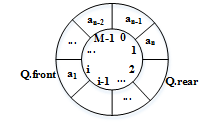 aₙ₋₂ aₙ₋₁
... M-1 0 aₙ
... 1
Q.front a₁ i 2 Q.rear
i-1 ...
...